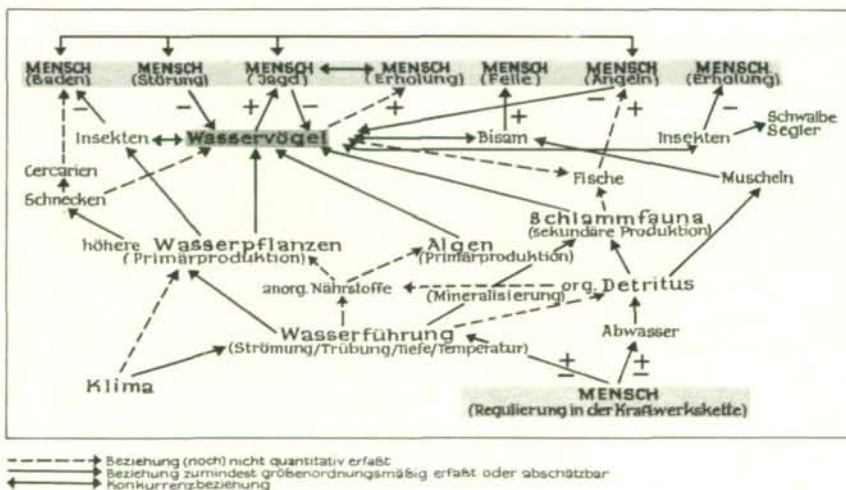 MENSCH MENSCH MENSCH MENSCH MENSCH MENSCH MENSCH
(Baden) (Störung) (Jagd) (Erholung) (Felle) (Angeln) (Erholung)
− − + − + + − + −
Insekten Wasservögel Bisam Insekten Schwalbe
Segler
Cercarien
Schnecken
Fische Muscheln
Schlammfauna
(sekundäre Produktion)
höhere Wasserpflanzen Algen
(Primärproduktion) (Primärproduktion)
anorg. Nährstoffe (Mineralisierung) org. Detritus
Wasserführung Abwasser
(Strömung/Trübung/Tiefe/Temperatur)
Klima
+ − + −
MENSCH
(Regulierung in der Kraftwerkskette)
Beziehung (noch) nicht quantitativ erfaßt
Beziehung zumindest größenordnungsmäßig erfaßt oder abschätzbar
Konkurrenzbeziehung